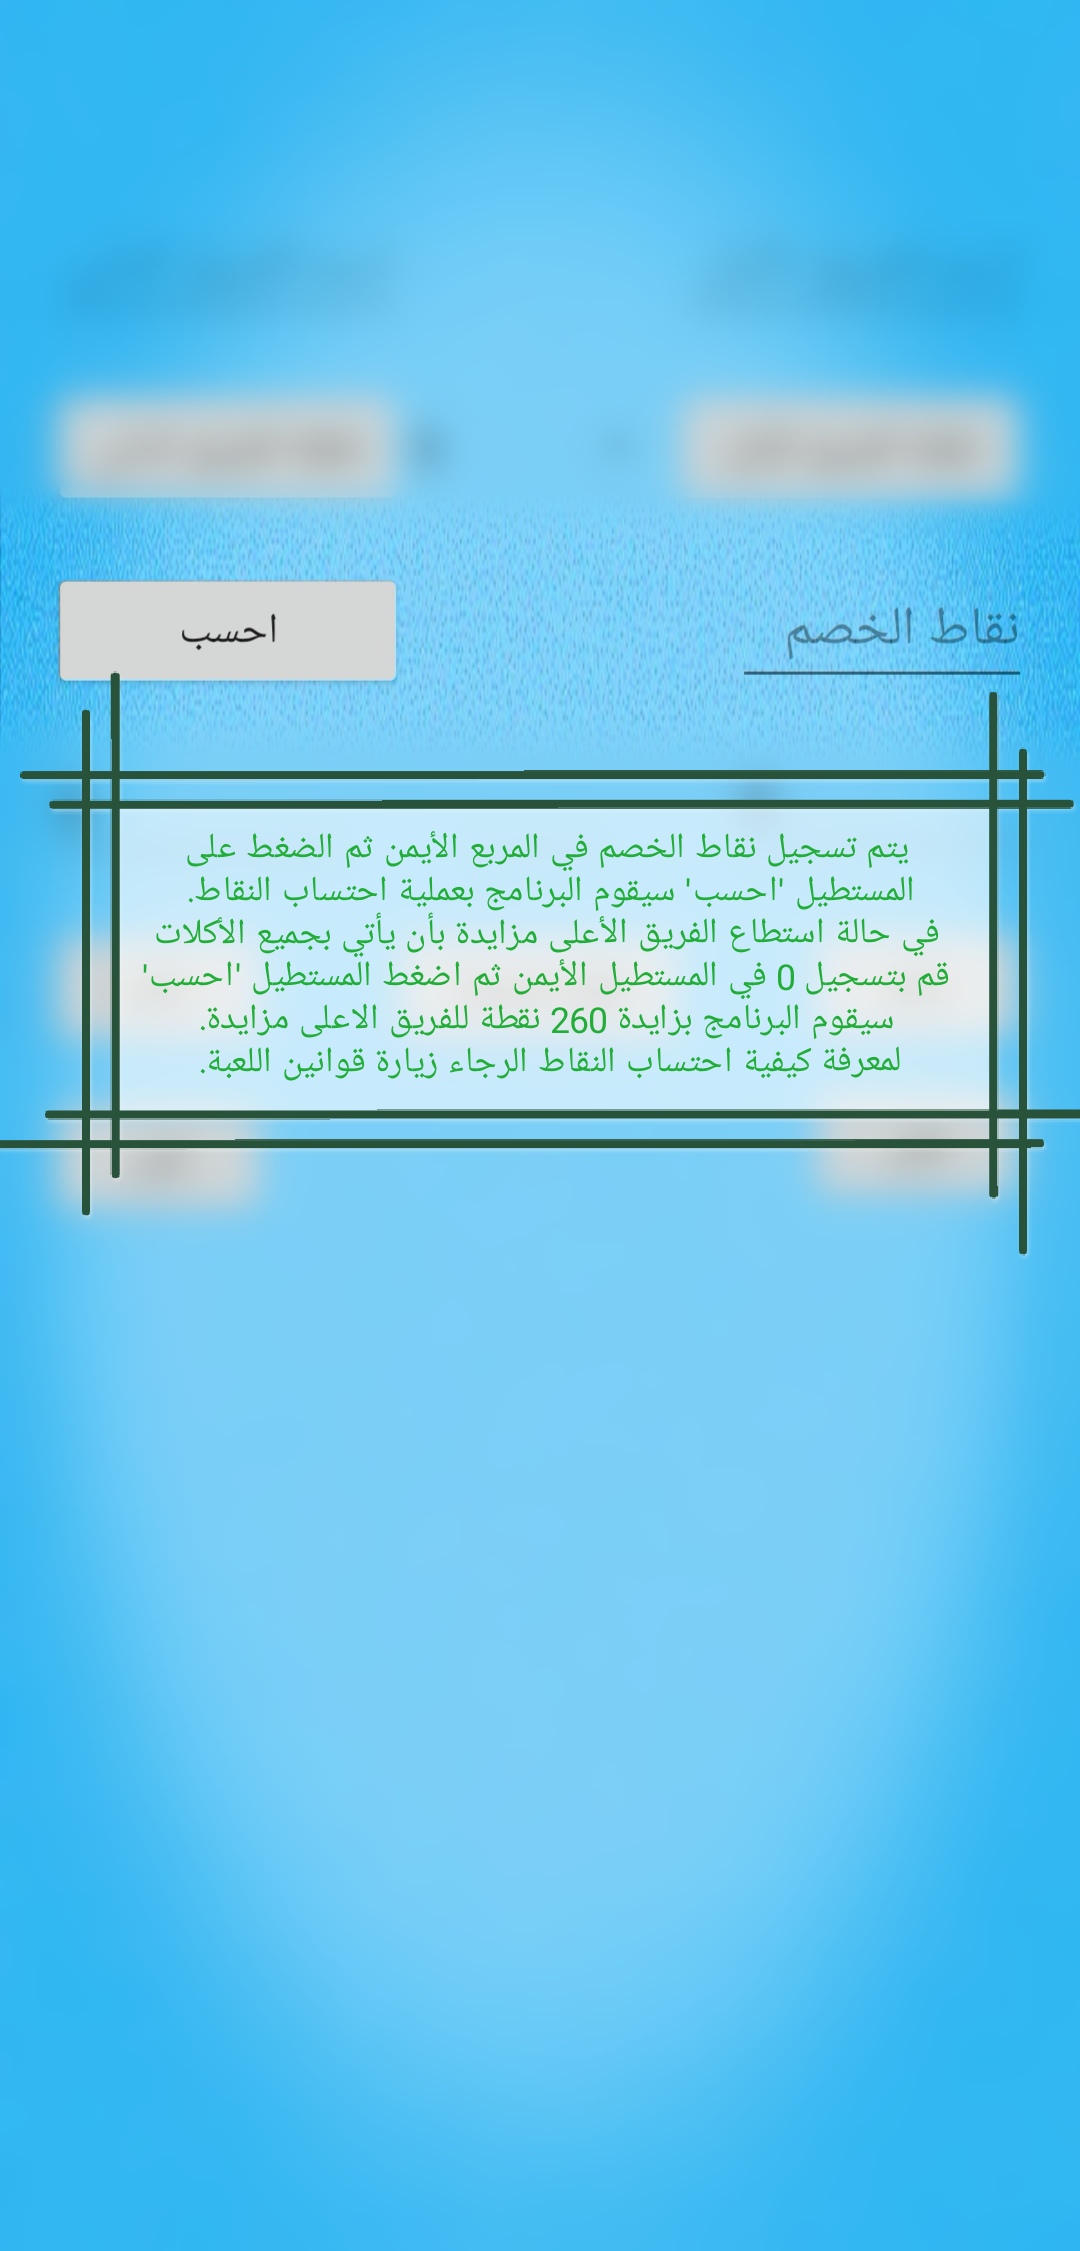 نقاط الخصم
احسب
يتم تسجيل نقاط الخصم في المربع الأيمن ثم الضغط على
المستطيل 'احسب' سيقوم البرنامج بعملية احتساب النقاط.
في حالة استطاع الفريق الأعلى مزايدة بأن يأتي بجميع الأكلات
قم بتسجيل 0 في المستطيل الأيمن ثم اضغط المستطيل 'احسب'
سيقوم البرنامج بزايدة 260 نقطة للفريق الاعلى مزايدة.
لمعرفة كيفية احتساب النقاط الرجاء زيارة قوانين اللعبة.